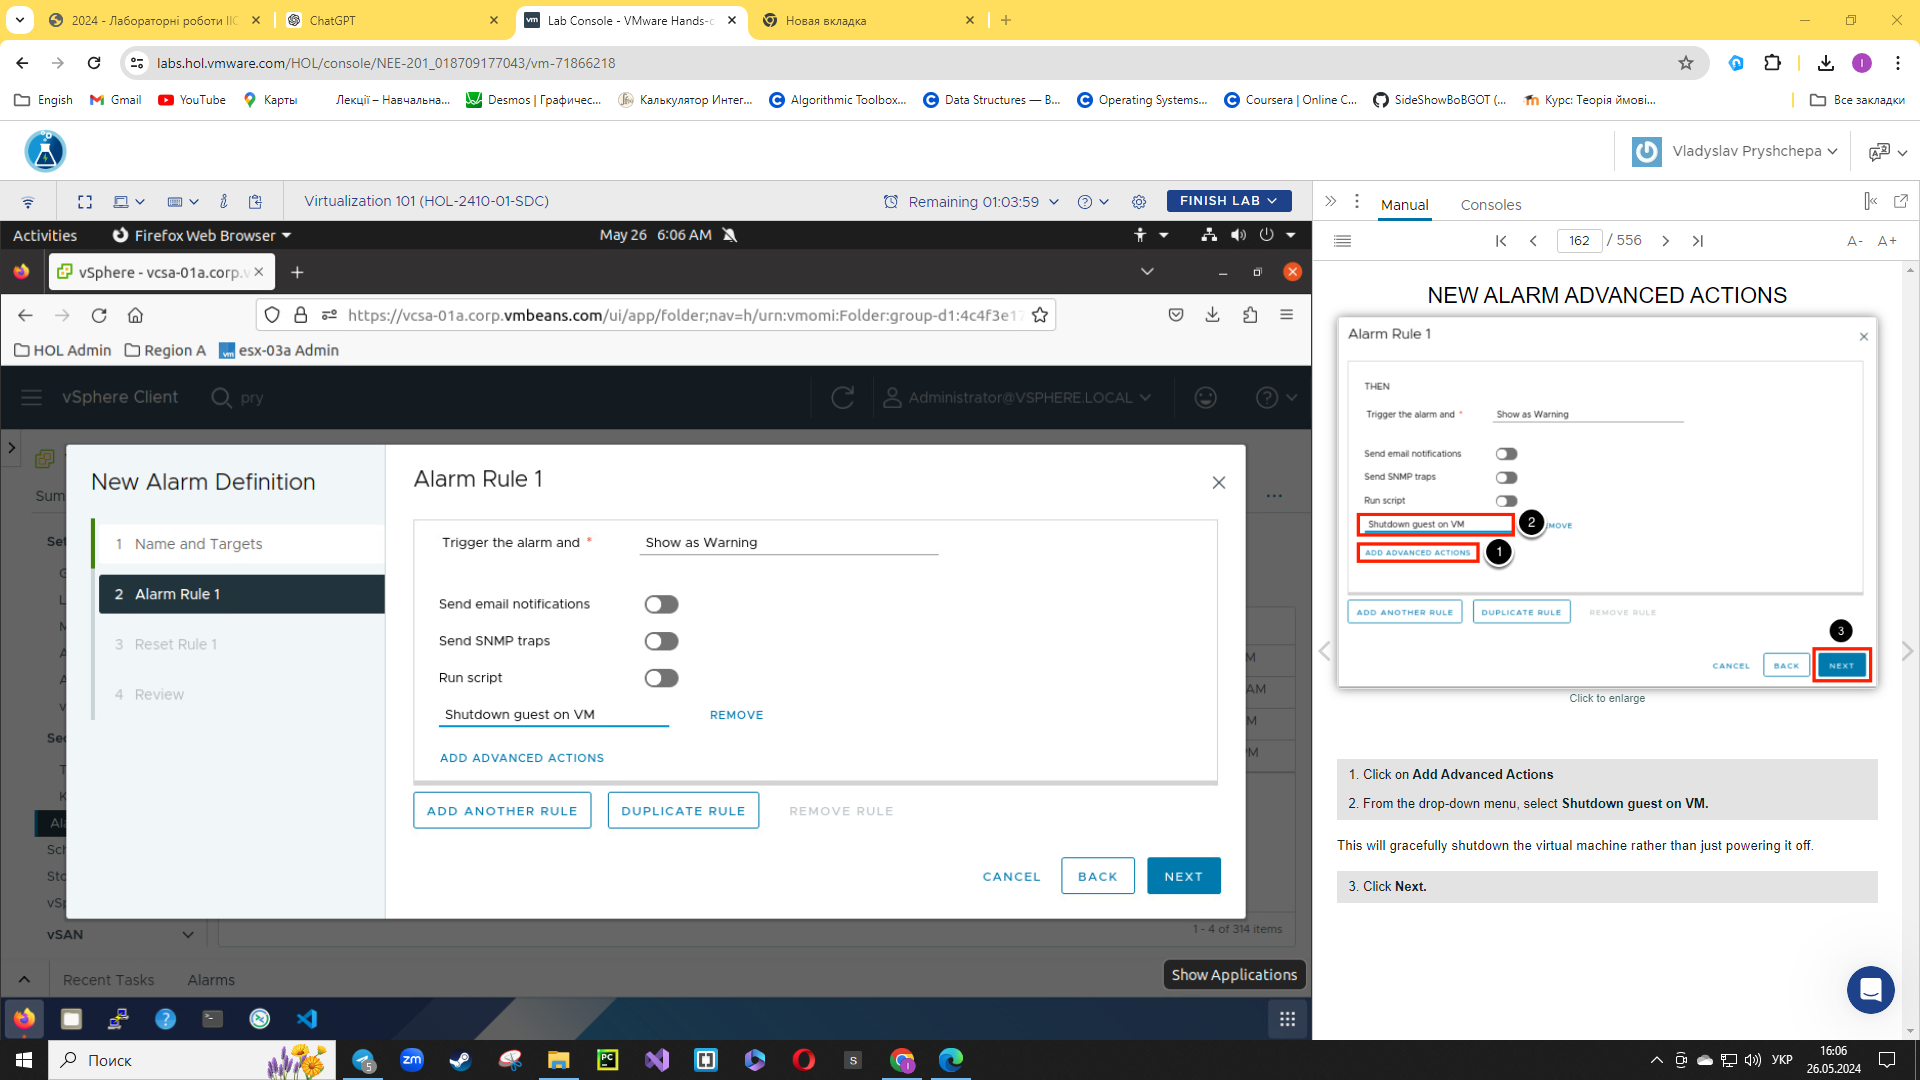 2024 - Лабораторні роботи ІІС
ChatGPT
Lab Console - VMware Hands-o
Новая вкладка
labs.hol.vmware.com/HOL/console/NEE-201_018709177043/vm-71866218
Engish
Gmail
YouTube
Карты
Лекції – Навчальна...
Desmos | Графичес...
Калькулятор Интег...
Algorithmic Toolbox...
Data Structures — B...
Operating Systems...
Coursera | Online C...
SideShowBoBGOT (...
Курс: Теорія ймові...
Все закладки
Vladyslav Pryshchepa
Virtualization 101 (HOL-2410-01-SDC)
Remaining 01:03:59
FINISH LAB
Manual
Consoles
Activities
Firefox Web Browser
May 26 6:06 AM
162 / 556
A- A+
vSphere - vcsa-01a.corp.v
https://vcsa-01a.corp.vmbeans.com/ui/app/folder;nav=h/urn:vmomi:Folder:group-d1:4c4f3e17
HOL Admin
Region A
esx-03a Admin
vSphere Client
pry
Administrator@VSPHERE.LOCAL
New Alarm Definition
1 Name and Targets
2 Alarm Rule 1
3 Reset Rule 1
4 Review
Alarm Rule 1
Trigger the alarm and *
Show as Warning
Send email notifications
Send SNMP traps
Run script
Shutdown guest on VM
REMOVE
ADD ADVANCED ACTIONS
ADD ANOTHER RULE
DUPLICATE RULE
REMOVE RULE
CANCEL
BACK
NEXT
Sum
Set
Sec
Ala
Sch
Sto
vSP
vSAN
1 - 4 of 314 items
Recent Tasks
Alarms
Show Applications
NEW ALARM ADVANCED ACTIONS
Alarm Rule 1
THEN
Trigger the alarm and *
Show as Warning
Send email notifications
Send SNMP traps
Run script
Shutdown guest on VM
2
MOVE
ADD ADVANCED ACTIONS
1
ADD ANOTHER RULE
DUPLICATE RULE
REMOVE RULE
3
CANCEL
BACK
NEXT
Click to enlarge
1. Click on Add Advanced Actions
2. From the drop-down menu, select Shutdown guest on VM.
This will gracefully shutdown the virtual machine rather than just powering it off.
3. Click Next.
Поиск
УКР
16:06
26.05.2024